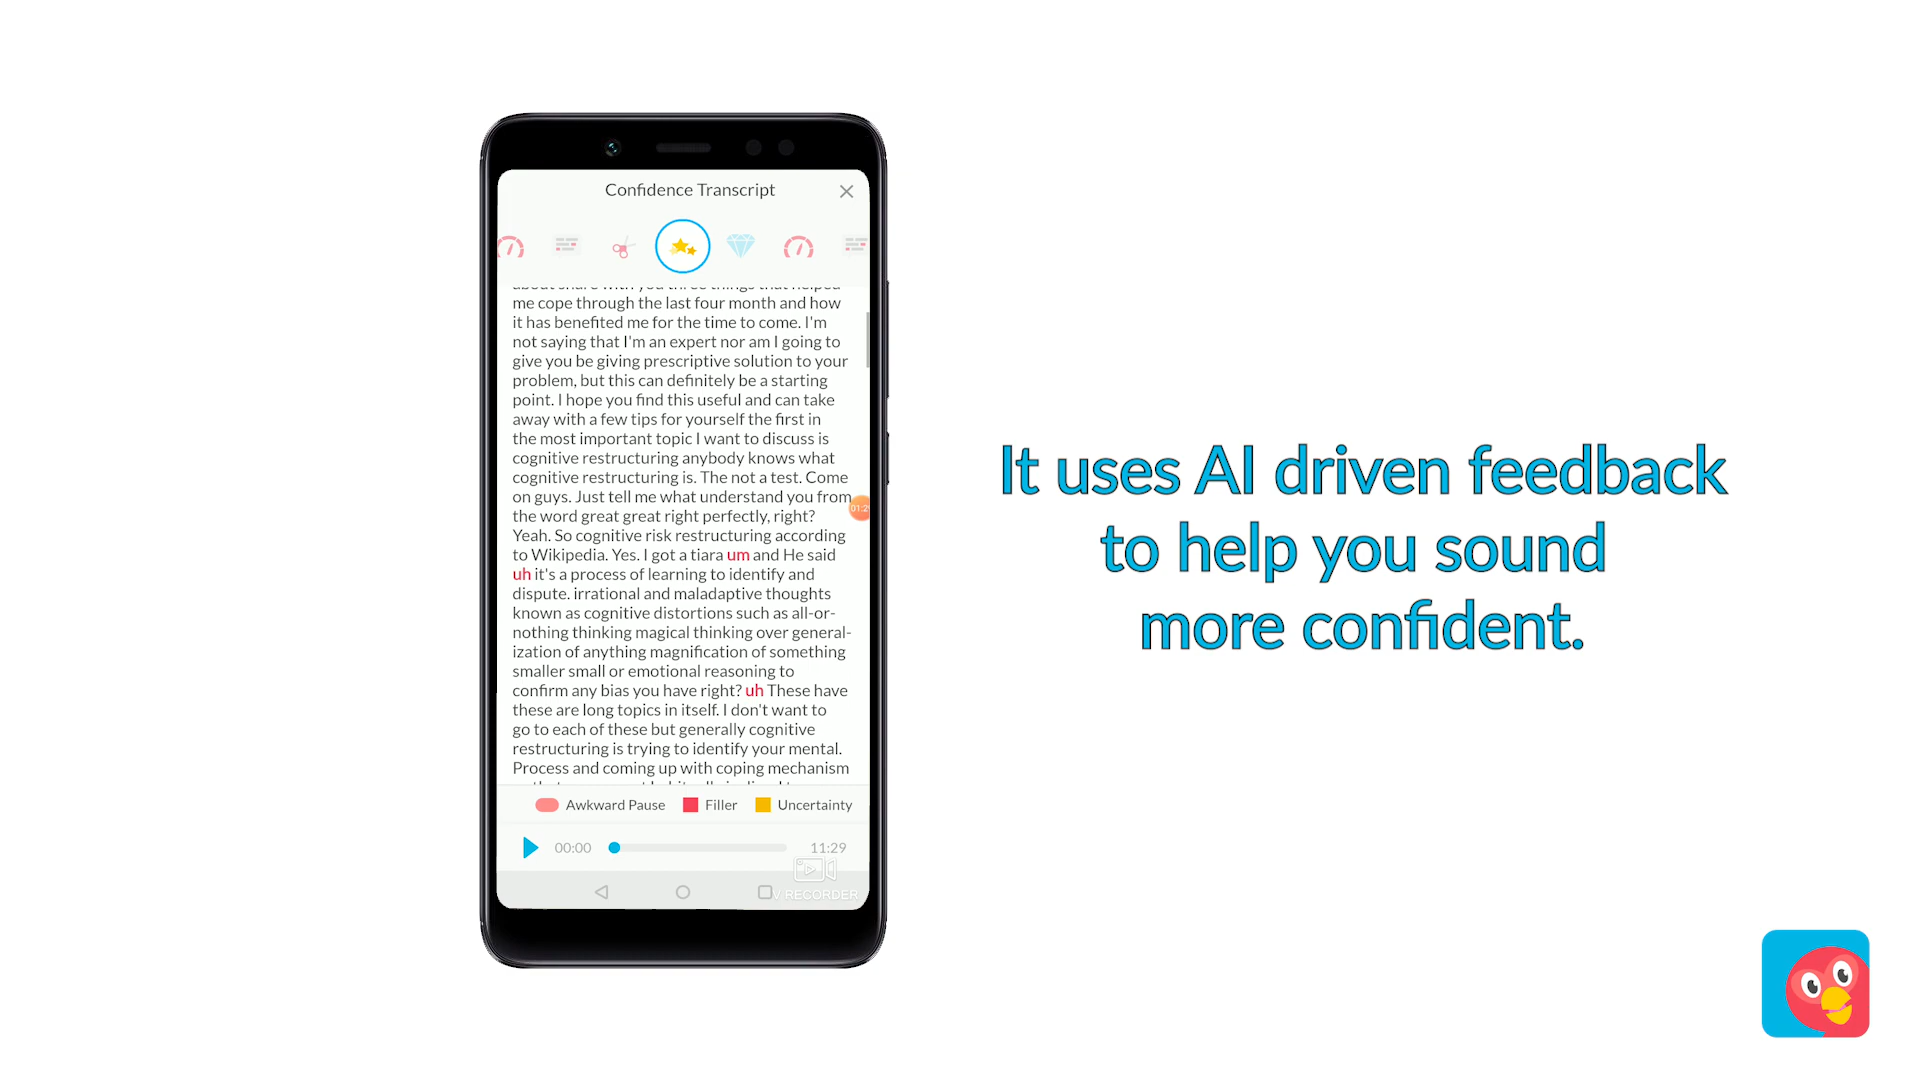 Confidence Transcript
about share with you three things that helped
me cope through the last four month and how
it has benefited me for the time to come. I'm
not saying that I'm an expert nor am I going to
give you be giving prescriptive solution to your
problem, but this can definitely be a starting
point. I hope you find this useful and can take
away with a few tips for yourself the first in
the most important topic I want to discuss is
cognitive restructuring anybody knows what
cognitive restructuring is. The not a test. Come
on guys. Just tell me what understand you from
the word great great right perfectly, right?
Yeah. So cognitive risk restructuring according
to Wikipedia. Yes. I got a tiara um and He said
uh it's a process of learning to identify and
dispute. irrational and maladaptive thoughts
known as cognitive distortions such as all-or-
nothing thinking magical thinking over general-
ization of anything magnification of something
smaller small or emotional reasoning to
confirm any bias you have right? uh These have
these are long topics in itself. I don't want to
go to each of these but generally cognitive
restructuring is trying to identify your mental.
Process and coming up with coping mechanism
Awkward Pause Filler Uncertainty
00:00 11:29
V RECORDER
01:2
It uses AI driven feedback
to help you sound
more confident.